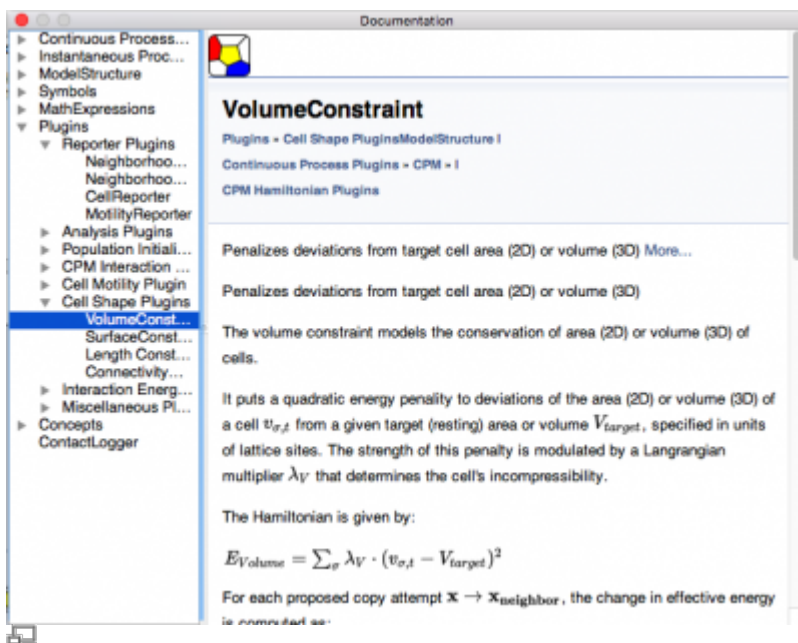 Documentation
Continuous Process...
Instantaneous Proc...
ModelStructure
Symbols
MathExpressions
Plugins
Reporter Plugins
Neighborhoo...
Neighborhoo...
CellReporter
MotilityReporter
Analysis Plugins
Population Initiali...
CPM Interaction ...
Cell Motility Plugin
Cell Shape Plugins
VolumeConst...
SurfaceConst...
Length Const...
Connectivity...
Interaction Energ...
Miscellaneous Pl...
Concepts
ContactLogger
VolumeConstraint
Plugins » Cell Shape PluginsModelStructure |
Continuous Process Plugins » CPM » |
CPM Hamiltonian Plugins
Penalizes deviations from target cell area (2D) or volume (3D) More...
Penalizes deviations from target cell area (2D) or volume (3D)
The volume constraint models the conservation of area (2D) or volume (3D) of
cells.
It puts a quadratic energy penality to deviations of the area (2D) or volume (3D) of
a cell v_{σ,t} from a given target (resting) area or volume V_{target}, specified in units
of lattice sites. The strength of this penalty is modulated by a Langrangian
multiplier λ_V that determines the cell's incompressibility.
The Hamiltonian is given by:
E_{Volume} = ∑_σ λ_V · (v_{σ,t} − V_{target})²
For each proposed copy attempt x → x_{neighbor}, the change in effective energy
is computed as: